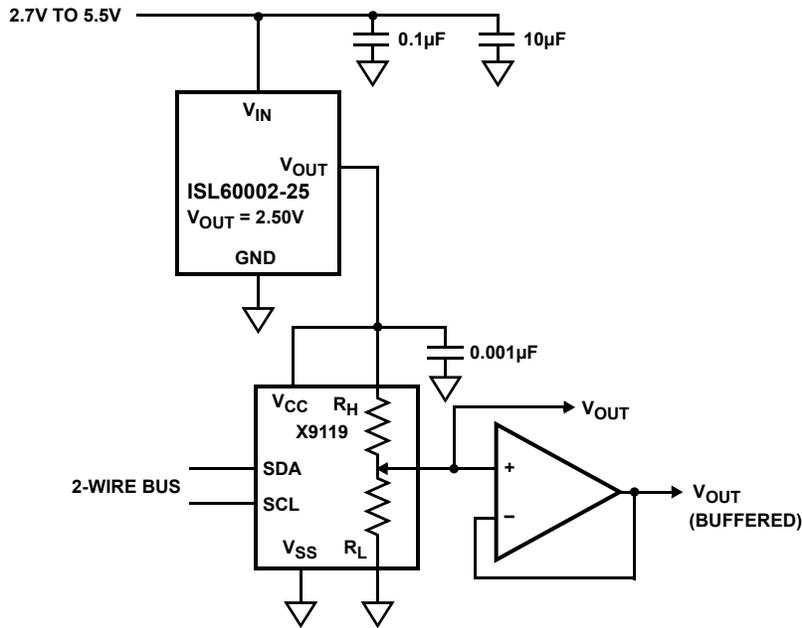 2.7V TO 5.5V
0.1µF
10µF
VIN
VOUT
ISL60002-25
VOUT = 2.50V
GND
0.001µF
VCC
RH
X9119
VOUT
SDA
+
2-WIRE BUS
SCL
−
VOUT
(BUFFERED)
VSS
RL